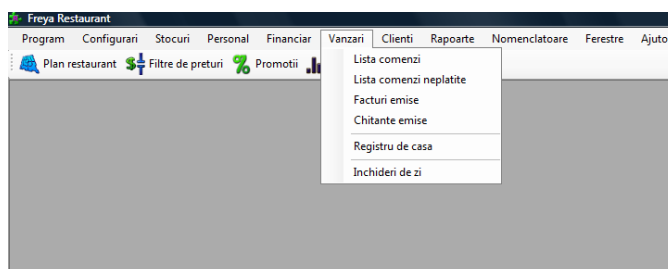 Freya Restaurant
Program Configurari Stocuri Personal Financiar Vanzari Clienti Rapoarte Nomenclatoare Ferestre Ajuto
Plan restaurant Filtre de preturi Promotii
Lista comenzi
Lista comenzi neplatite
Facturi emise
Chitante emise
Registru de casa
Inchideri de zi